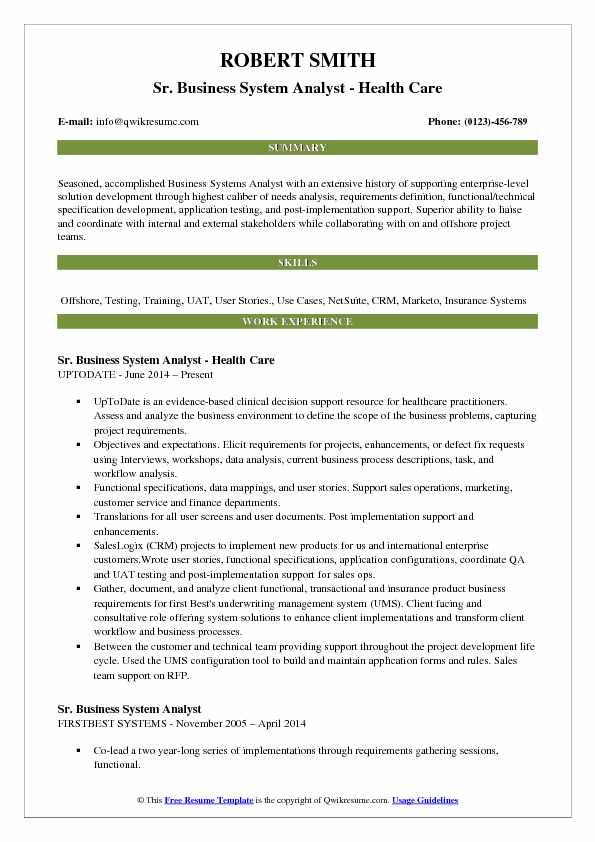 ROBERT SMITH
Sr. Business System Analyst - Health Care
E-mail: info@qwikresume.com Phone: (0123)-456-789
SUMMARY
Seasoned, accomplished Business Systems Analyst with an extensive history of supporting enterprise-level
solution development through highest caliber of needs analysis, requirements definition, functional/technical
specification development, application testing, and post-implementation support. Superior ability to liaise
and coordinate with internal and external stakeholders while collaborating with on and offshore project
teams.
SKILLS
Offshore, Testing, Training, UAT, User Stories., Use Cases, NetSuite, CRM, Marketo, Insurance Systems
WORK EXPERIENCE
Sr. Business System Analyst - Health Care
UPTODATE - June 2014 – Present
▪ UpToDate is an evidence-based clinical decision support resource for healthcare practitioners.
Assess and analyze the business environment to define the scope of the business problems, capturing
project requirements.
▪ Objectives and expectations. Elicit requirements for projects, enhancements, or defect fix requests
using Interviews, workshops, data analysis, current business process descriptions, task, and
workflow analysis.
▪ Functional specifications, data mappings, and user stories. Support sales operations, marketing,
customer service and finance departments.
▪ Translations for all user screens and user documents. Post implementation support and
enhancements.
▪ SalesLogix (CRM) projects to implement new products for us and international enterprise
customers.Wrote user stories, functional specifications, application configurations, coordinate QA
and UAT testing and post-implementation support for sales ops.
▪ Gather, document, and analyze client functional, transactional and insurance product business
requirements for first Best's underwriting management system (UMS). Client facing and
consultative role offering system solutions to enhance client implementations and transform client
workflow and business processes.
▪ Between the customer and technical team providing support throughout the project development life
cycle. Used the UMS configuration tool to build and maintain application forms and rules. Sales
team support on RFP.
Sr. Business System Analyst
FIRSTBEST SYSTEMS - November 2005 – April 2014
▪ Co-lead a two year-long series of implementations through requirements gathering sessions,
functional.
© This Free Resume Template is the copyright of Qwikresume.com. Usage Guidelines